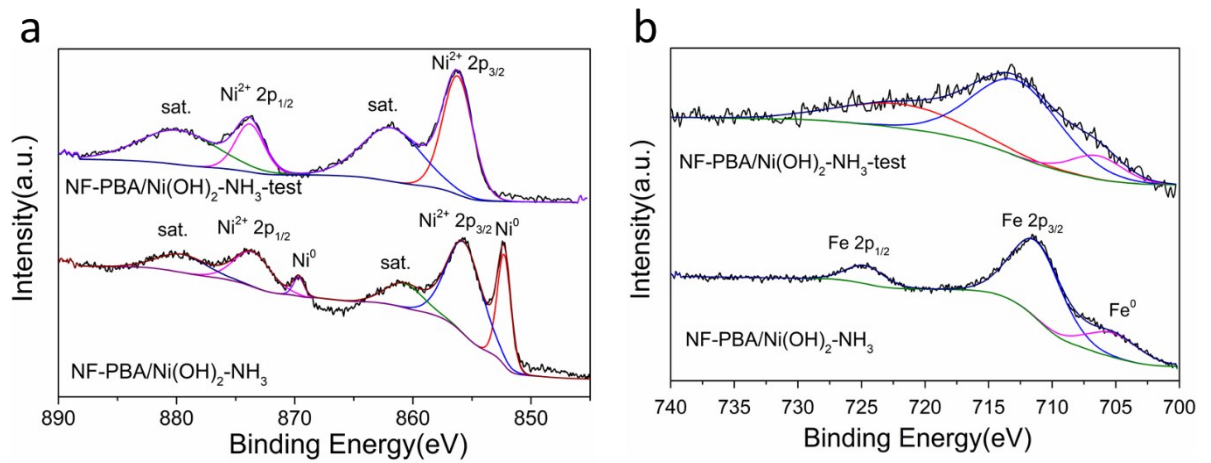 a
Intensity(a.u.)
sat.
Ni²⁺ 2p₁/₂
sat.
Ni²⁺ 2p₃/₂
NF-PBA/Ni(OH)₂-NH₃-test
sat.
Ni²⁺ 2p₁/₂
Ni⁰
sat.
Ni²⁺ 2p₃/₂
Ni⁰
NF-PBA/Ni(OH)₂-NH₃
890 880 870 860 850
Binding Energy(eV)
b
Intensity(a.u.)
NF-PBA/Ni(OH)₂-NH₃-test
Fe 2p₁/₂
Fe 2p₃/₂
Fe⁰
NF-PBA/Ni(OH)₂-NH₃
740 735 730 725 720 715 710 705 700
Binding Energy(eV)